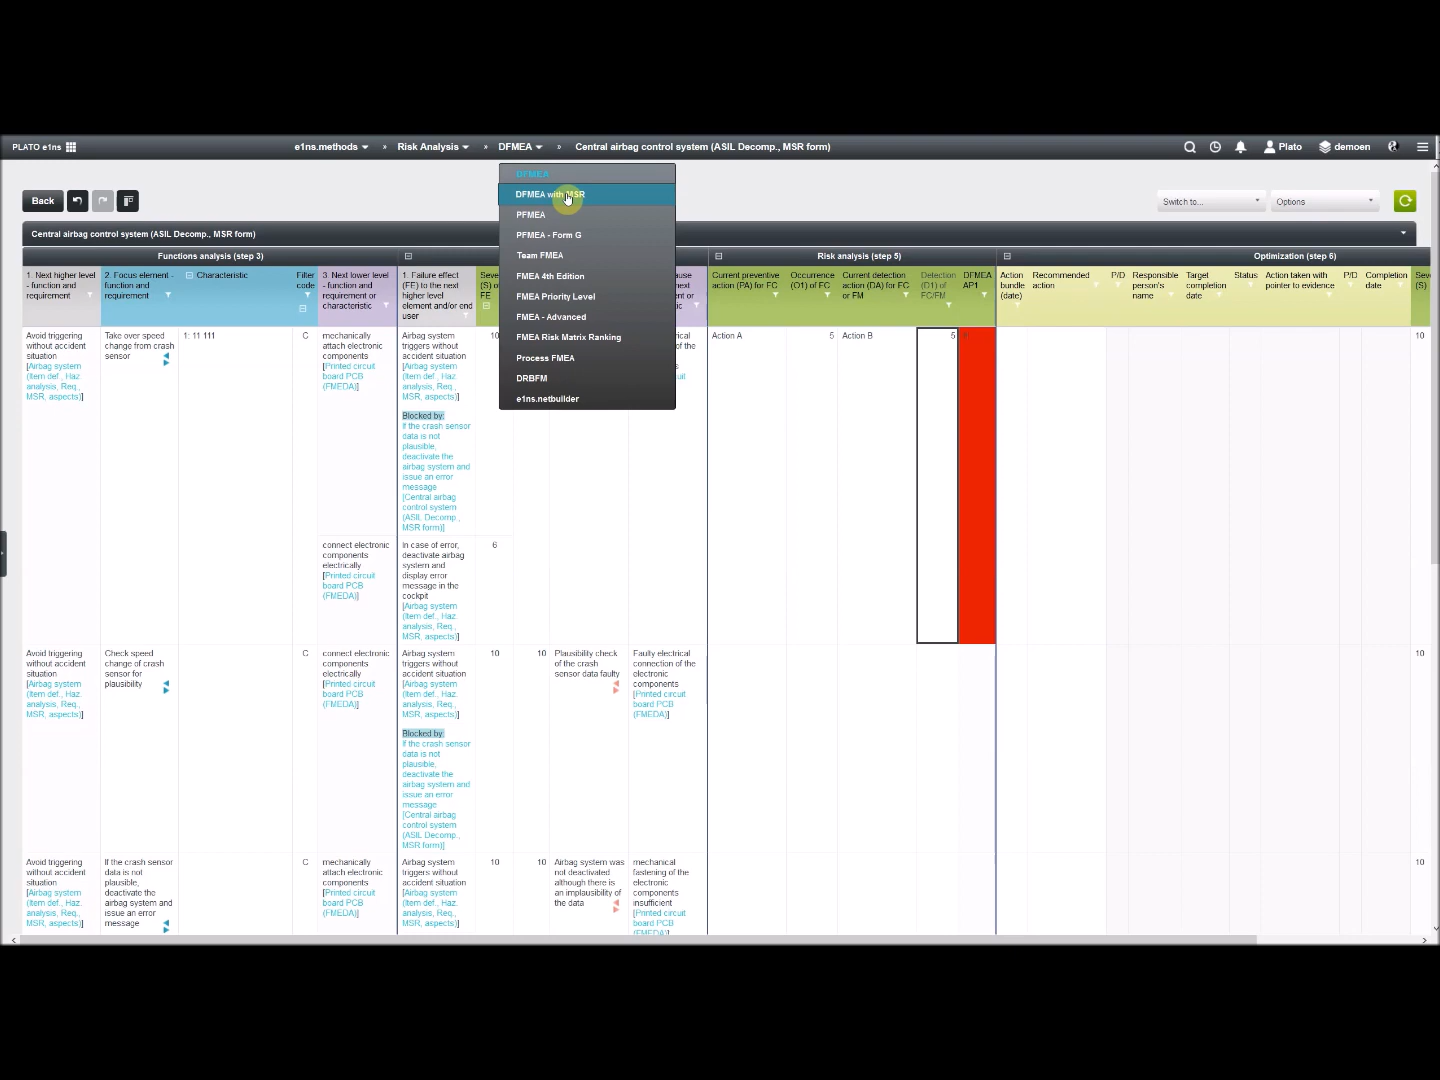 PLATO e1ns
e1ns.methods
»
Risk Analysis
»
DFMEA
»
Central airbag control system (ASIL Decomp., MSR form)
Plato
demoen
DFMEA
DFMEA with MSR
PFMEA
PFMEA - Form G
Team FMEA
FMEA 4th Edition
FMEA Priority Level
FMEA - Advanced
FMEA Risk Matrix Ranking
Process FMEA
DRBFM
e1ns.netbuilder
Back
Switch to...
Options
Central airbag control system (ASIL Decomp., MSR form)
Functions analysis (step 3)
Risk analysis (step 5)
Optimization (step 6)
1. Next higher level
- function and
requirement
2. Focus element -
function and
requirement
Characteristic
Filter
code
3. Next lower level
- function and
requirement or
characteristic
1. Failure effect
(FE) to the next
higher level
element and/or end
user
Current preventive
action (PA) for FC
Occurrence
(O1) of FC
Current detection
action (DA) for FC
or FM
Detection
(D1) of
FC/FM
DFMEA
AP1
Action
bundle
(date)
Recommended
action
P/D
Responsible
person's
name
Target
completion
date
Status
Action taken with
pointer to evidence
P/D
Completion
date
(S)
Avoid triggering
without accident
situation
[Airbag system
(Item def., Haz.
analysis, Req.,
MSR, aspects)]
Take over speed
change from crash
sensor
1: 11 111
C
mechanically
attach electronic
components
[Printed circuit
board PCB
(FMEDA)]
Airbag system
triggers without
accident situation
[Airbag system
(Item def., Haz.
analysis, Req.,
MSR, aspects)]
Blocked by:
If the crash sensor
data is not
plausible,
deactivate the
airbag system and
issue an error
message
[Central airbag
control system
(ASIL Decomp.,
MSR form)]
Action A
5
Action B
5
10
connect electronic
components
electrically
[Printed circuit
board PCB
(FMEDA)]
In case of error,
deactivate airbag
system and
display error
message in the
cockpit
[Airbag system
(Item def., Haz.
analysis, Req.,
MSR, aspects)]
6
Avoid triggering
without accident
situation
[Airbag system
(Item def., Haz.
analysis, Req.,
MSR, aspects)]
Check speed
change of crash
sensor for
plausibility
C
connect electronic
components
electrically
[Printed circuit
board PCB
(FMEDA)]
Airbag system
triggers without
accident situation
[Airbag system
(Item def., Haz.
analysis, Req.,
MSR, aspects)]
Blocked by:
If the crash sensor
data is not
plausible,
deactivate the
airbag system and
issue an error
message
[Central airbag
control system
(ASIL Decomp.,
MSR form)]
10
10
Plausibility check
of the crash
sensor data faulty
Faulty electrical
connection of the
electronic
components
[Printed circuit
board PCB
(FMEDA)]
10
Avoid triggering
without accident
situation
[Airbag system
(Item def., Haz.
analysis, Req.,
MSR, aspects)]
If the crash sensor
data is not
plausible,
deactivate the
airbag system and
issue an error
message
C
mechanically
attach electronic
components
[Printed circuit
board PCB
(FMEDA)]
Airbag system
triggers without
accident situation
[Airbag system
(Item def., Haz.
analysis, Req.,
MSR, aspects)]
10
10
Airbag system was
not deactivated
although there is
an implausibility of
the data
mechanical
fastening of the
electronic
components
insufficient
[Printed circuit
board PCB
(FMEDA)]
10